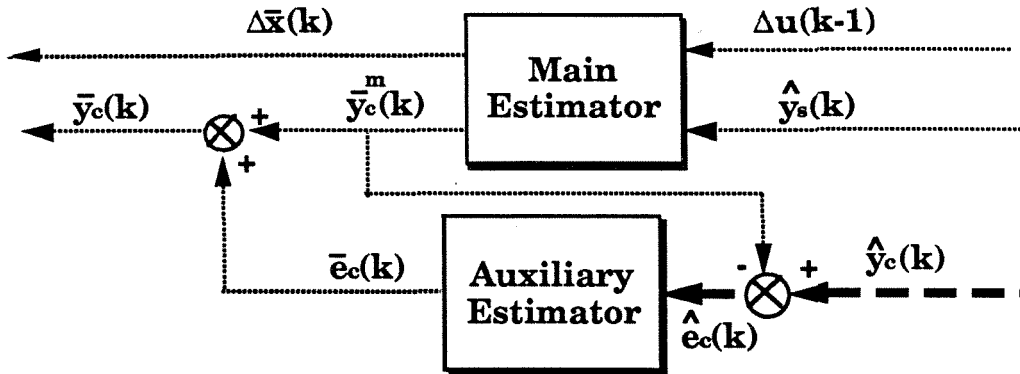 Δx̄(k)
Δu(k-1)
Main
Estimator
ȳc(k)
+
+
ȳcᵐ(k)
ŷs(k)
ēc(k)
Auxiliary
Estimator
-
+
ŷc(k)
êc(k)